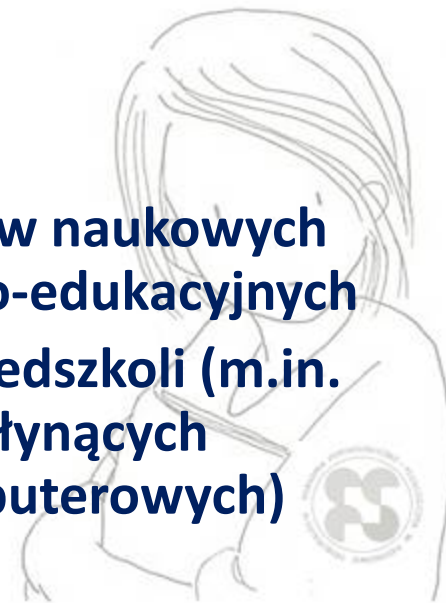 w naukowych
o-edukacyjnych
edszkoli (m.in.
łynących
puterowych)